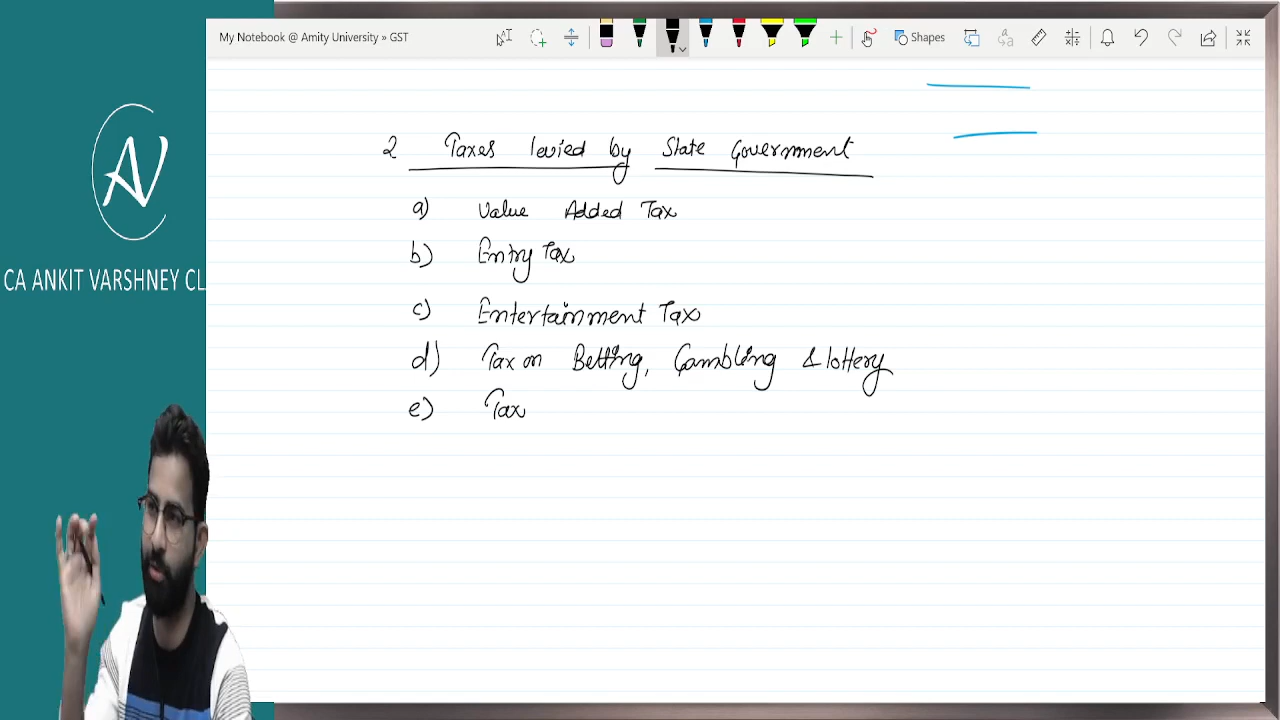 My Notebook @ Amity University » GST
Shapes
AV
CA ANKIT VARSHNEY CL
2 Taxes levied by State Government
a) Value Added Tax
b) Entry Tax
c) Entertainment Tax
d) Tax on Betting, Gambling & lottery
e) Tax